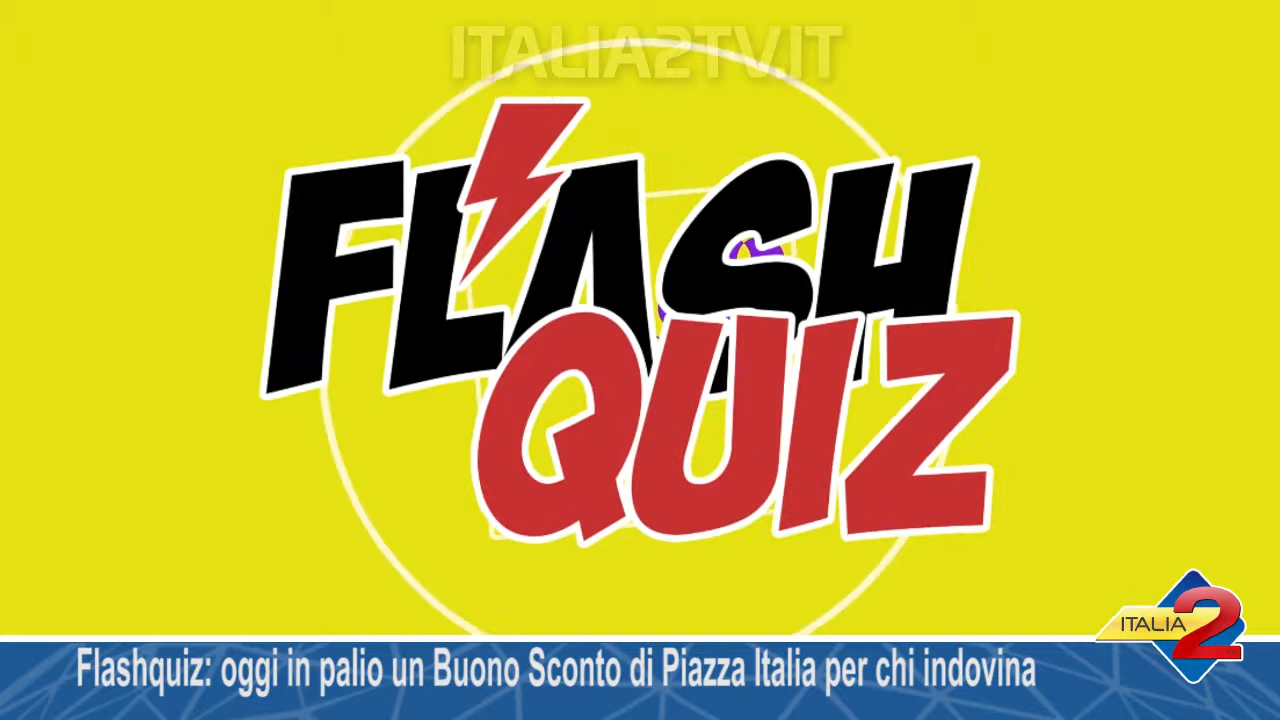 ITALIA2TV.IT
FLASH
QUIZ
ITALIA 2
Flashquiz: oggi in palio un Buono Sconto di Piazza Italia per chi indovina